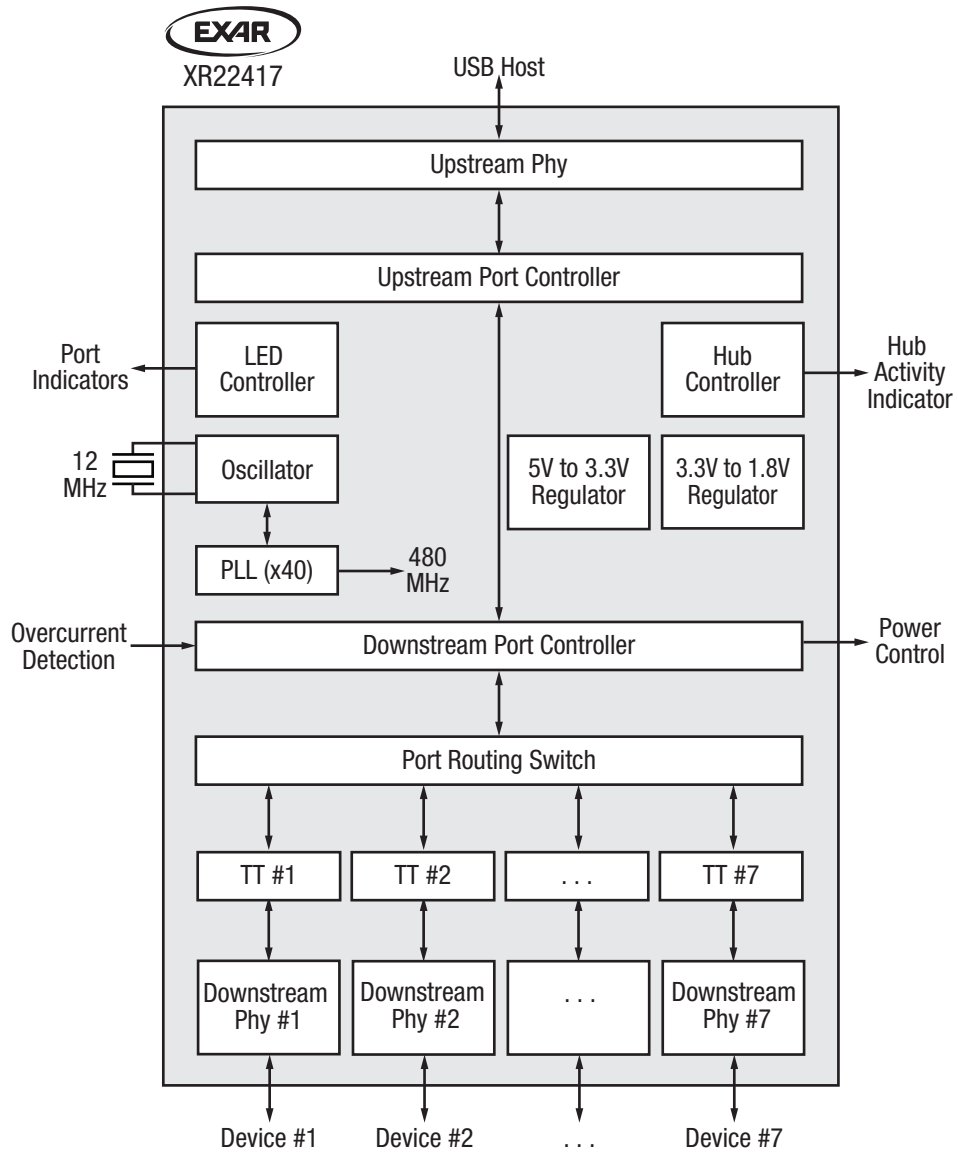 EXAR
XR22417
USB Host
Upstream Phy
Upstream Port Controller
Port
Indicators
LED
Controller
Hub
Controller
Hub
Activity
Indicator
12
MHz
Oscillator
5V to 3.3V
Regulator
3.3V to 1.8V
Regulator
PLL (x40)
480
MHz
Overcurrent
Detection
Downstream Port Controller
Power
Control
Port Routing Switch
TT #1
TT #2
. . .
TT #7
Downstream
Phy #1
Downstream
Phy #2
. . .
Downstream
Phy #7
Device #1
Device #2
. . .
Device #7